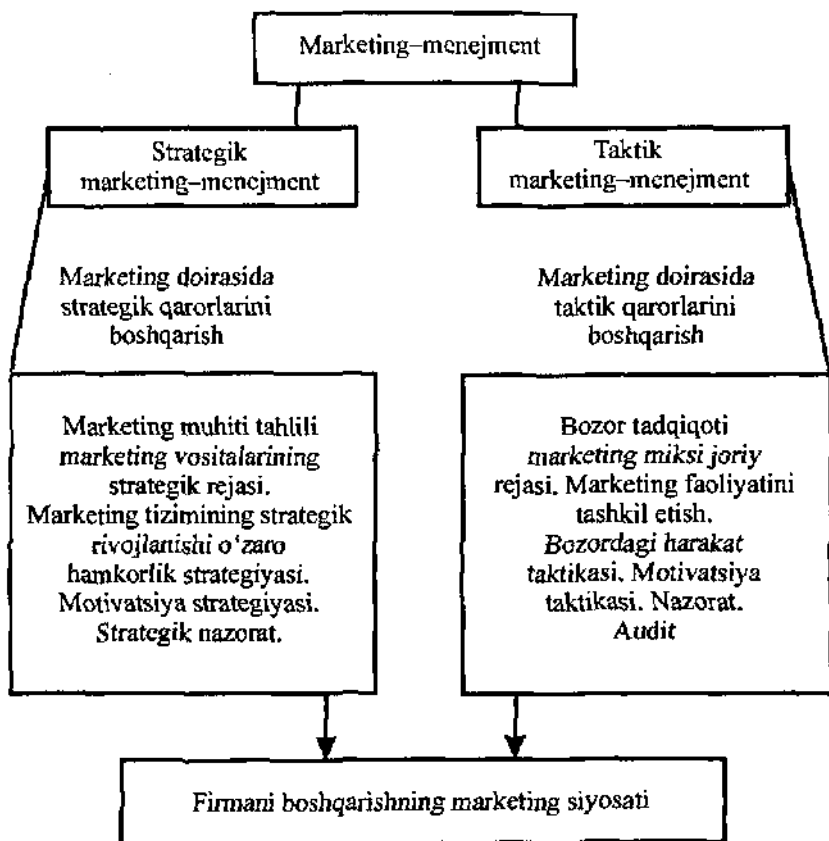 Marketing–menejment
Strategik
marketing–menejment
Taktik
marketing–menejment
Marketing doirasida
strategik qarorlarini
boshqarish
Marketing doirasida
taktik qarorlarini
boshqarish
Marketing muhiti tahlili
marketing vositalarining
strategik rejasi.
Marketing tizimining strategik
rivojlanishi o‘zaro
hamkorlik strategiyasi.
Motivatsiya strategiyasi.
Strategik nazorat.
Bozor tadqiqoti
marketing miksi joriy
rejasi. Marketing faoliyatini
tashkil etish.
Bozordagi harakat
taktikasi. Motivatsiya
taktikasi. Nazorat.
Audit
Firmani boshqarishning marketing siyosati